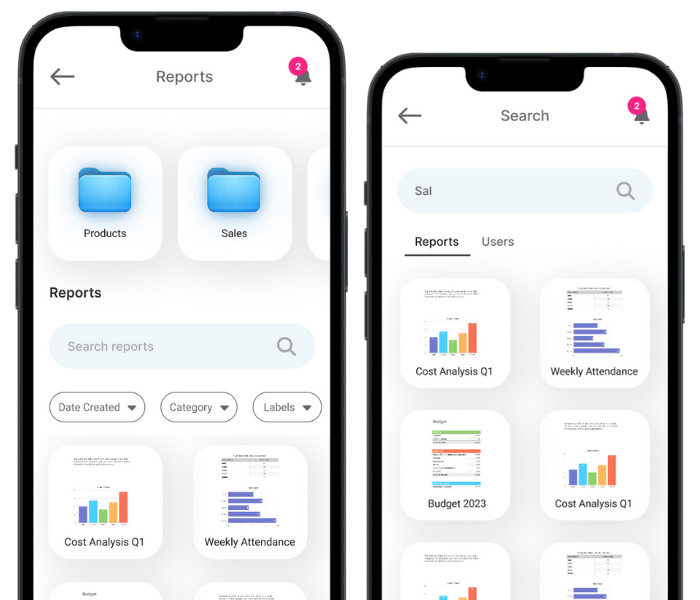 Reports
2
Products
Sales
Reports
Search reports
Date Created
Category
Labels
Cost Analysis Q1
Weekly Attendance
Budget
Search
2
Sal
Reports
Users
Cost Analysis Q1
Weekly Attendance
Budget
Budget 2023
Cost Analysis Q1